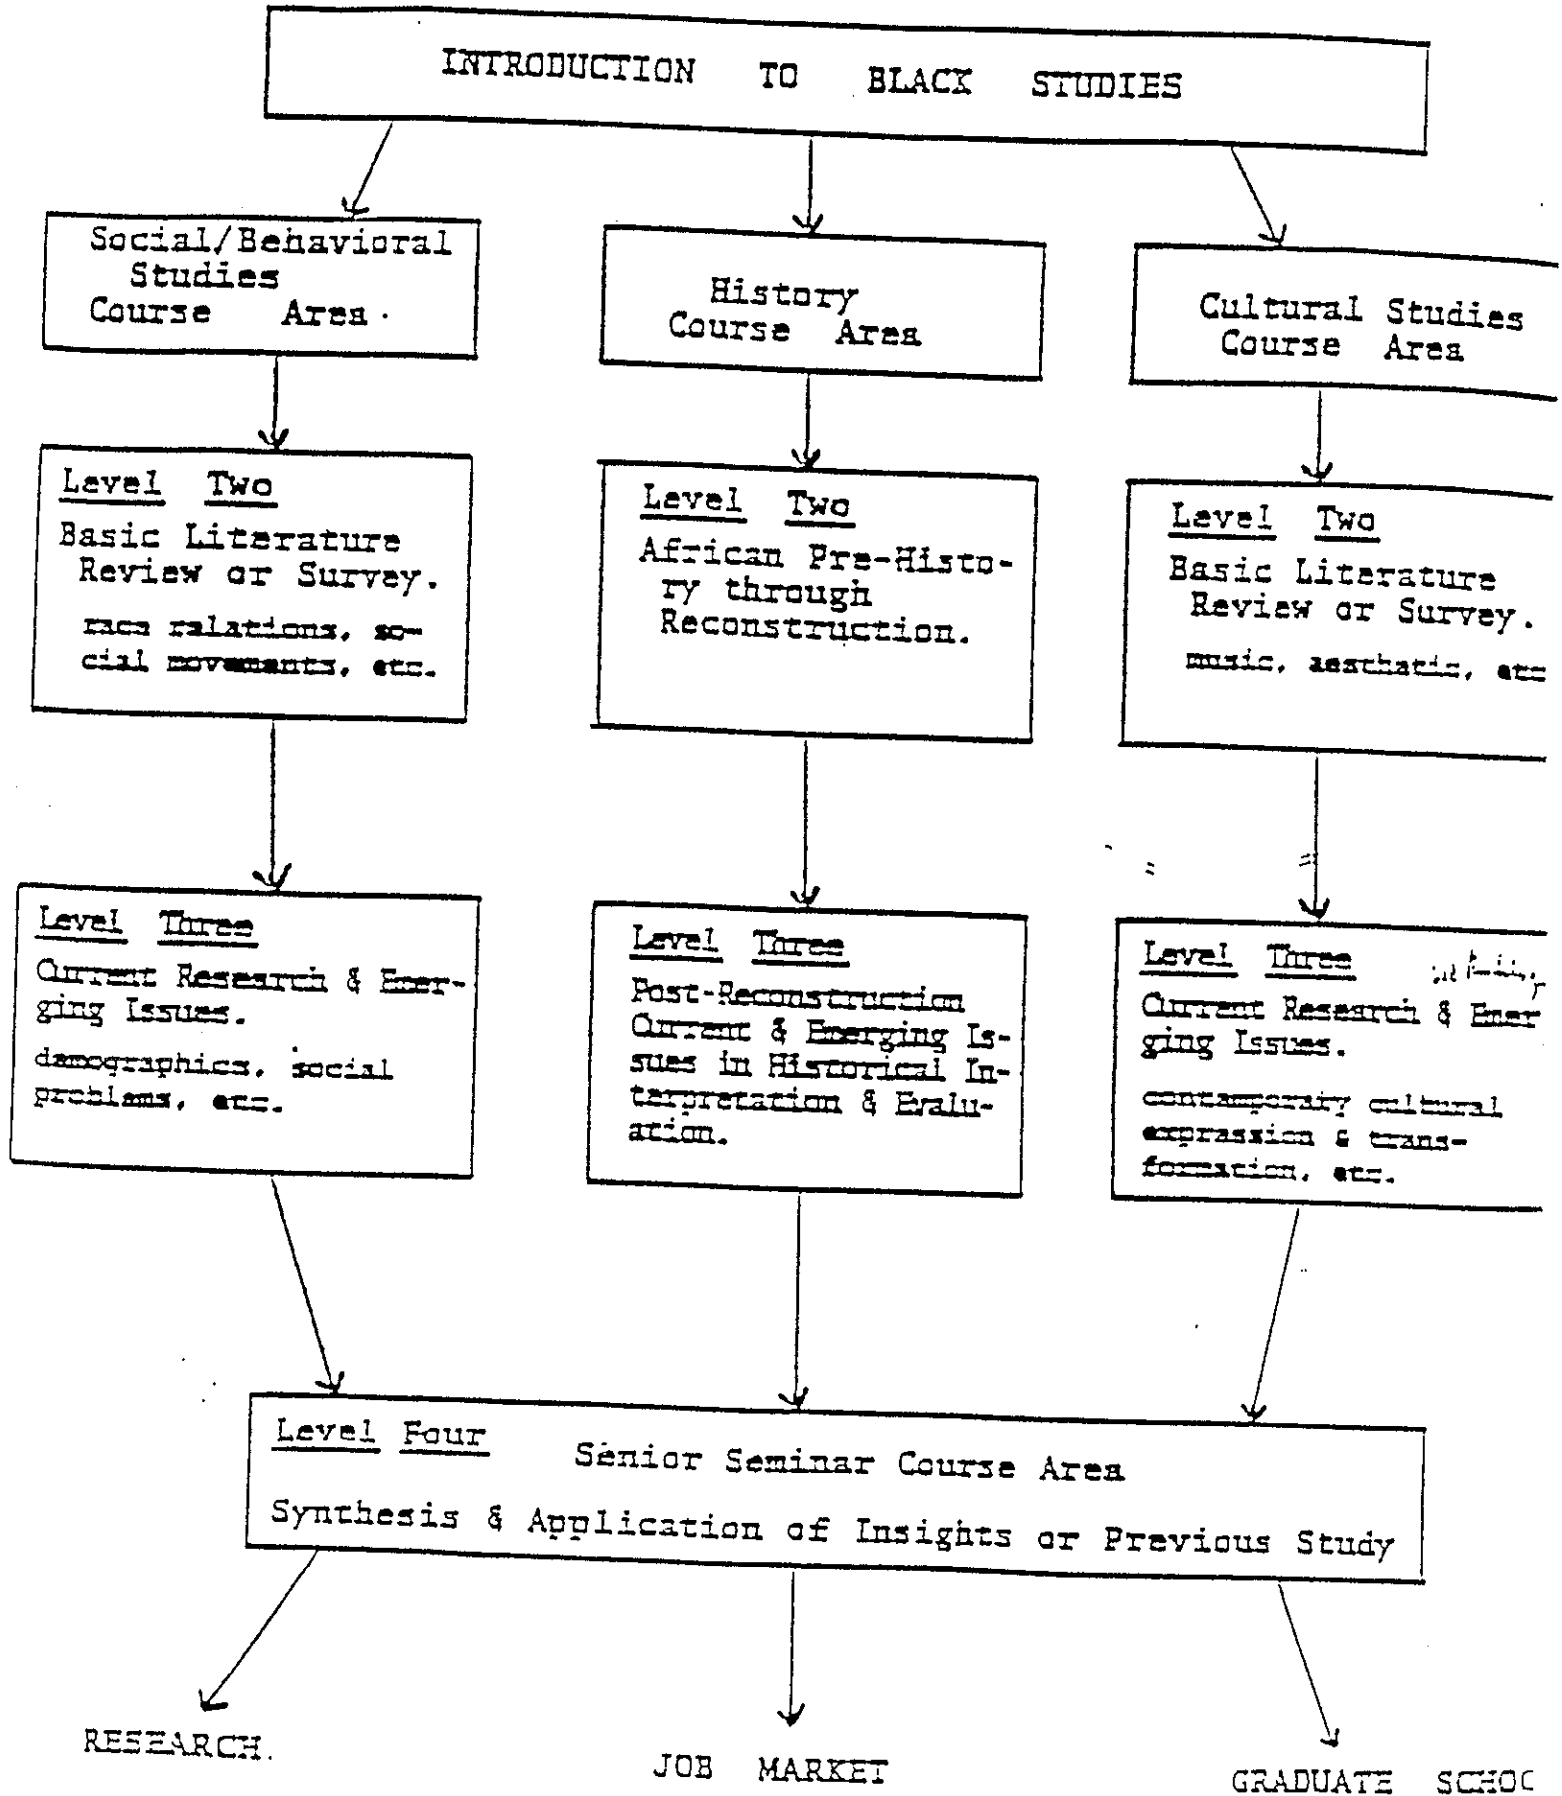 INTRODUCTION TO BLACK STUDIES
Social/Behavioral
Studies
Course Area
History
Course Area
Cultural Studies
Course Area
Level Two
Basic Literature
Review or Survey.
race relations, so-
cial movements, etc.
Level Two
African Pre-Histo-
ry through
Reconstruction.
Level Two
Basic Literature
Review or Survey.
music, aesthetic, etc
Level Three
Current Research & Emer-
ging Issues.
demographics, social
problems, etc.
Level Three
Post-Reconstruction
Current & Emerging Is-
sues in Historical In-
terpretation & Evalu-
ation.
Level Three
Current Research & Emer
ging Issues.
contemporary cultural
expression & trans-
formation, etc.
Level Four Senior Seminar Course Area
Synthesis & Application of Insights or Previous Study
RESEARCH.
JOB MARKET
GRADUATE SCHOO